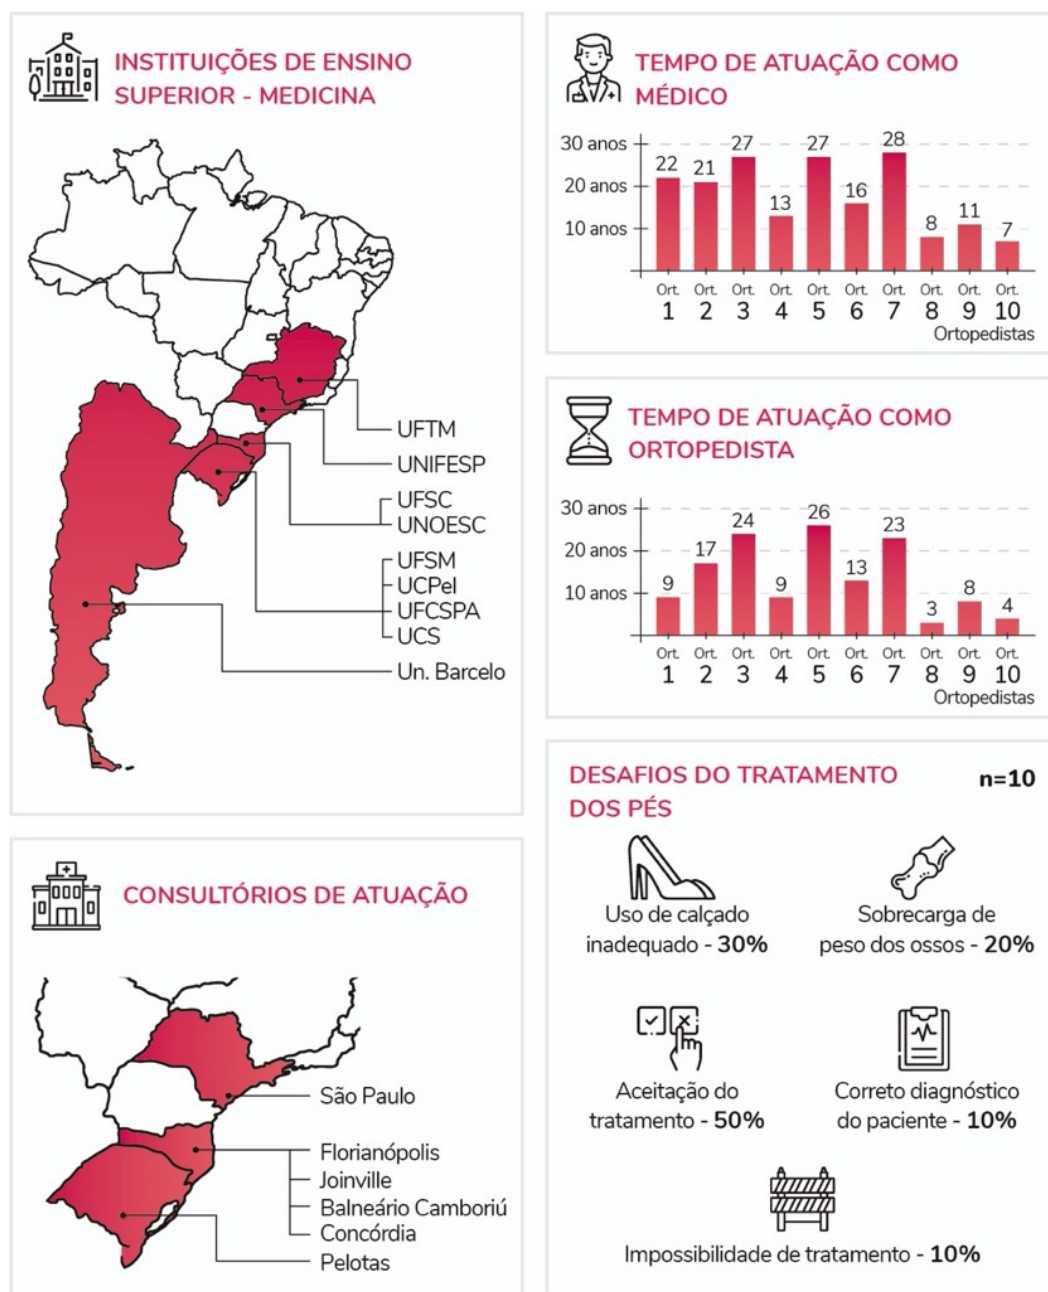 INSTITUIÇÕES DE ENSINO
SUPERIOR - MEDICINA
UFTM
UNIFESP
UFSC
UNOESC
UFSM
UCPel
UFCSPA
UCS
Un. Barcelo
CONSULTÓRIOS DE ATUAÇÃO
São Paulo
Florianópolis
Joinville
Balneário Camboriú
Concórdia
Pelotas
TEMPO DE ATUAÇÃO COMO
MÉDICO
30 anos
20 anos
10 anos
22 21 27 13 27 16 28 8 11 7
Ort. Ort. Ort. Ort. Ort. Ort. Ort. Ort. Ort. Ort.
1 2 3 4 5 6 7 8 9 10
Ortopedistas
TEMPO DE ATUAÇÃO COMO
ORTOPEDISTA
30 anos
20 anos
10 anos
9 17 24 9 26 13 23 3 8 4
Ort. Ort. Ort. Ort. Ort. Ort. Ort. Ort. Ort. Ort.
1 2 3 4 5 6 7 8 9 10
Ortopedistas
DESAFIOS DO TRATAMENTO
DOS PÉS
n=10
Uso de calçado
inadequado - 30%
Sobrecarga de
peso dos ossos - 20%
Aceitação do
tratamento - 50%
Correto diagnóstico
do paciente - 10%
Impossibilidade de tratamento - 10%